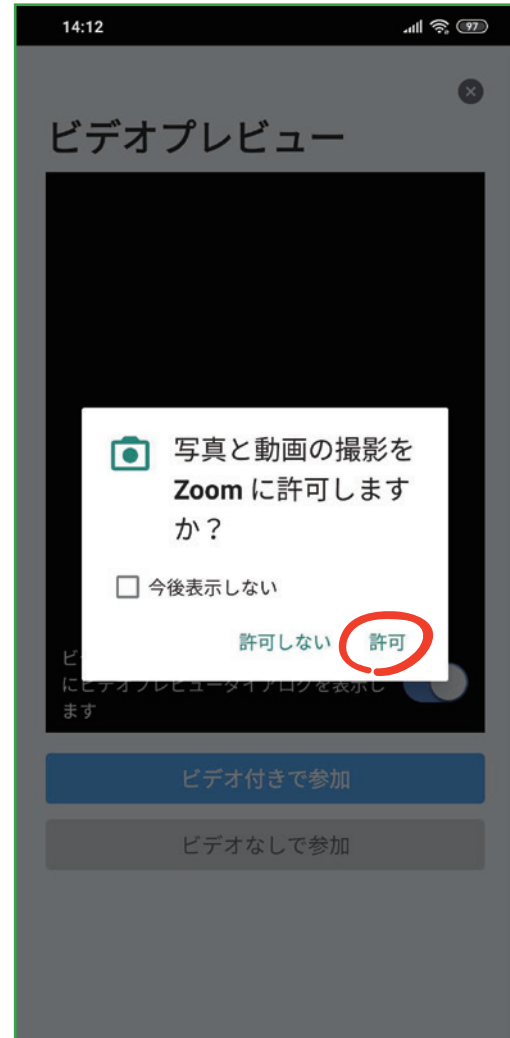 14:12
97
ビデオプレビュー
写真と動画の撮影を
Zoom に許可します
か？
今後表示しない
許可しない
許可
ビ
にビデオプレビューダイアログを表示し
ます
ビデオ付きで参加
ビデオなしで参加